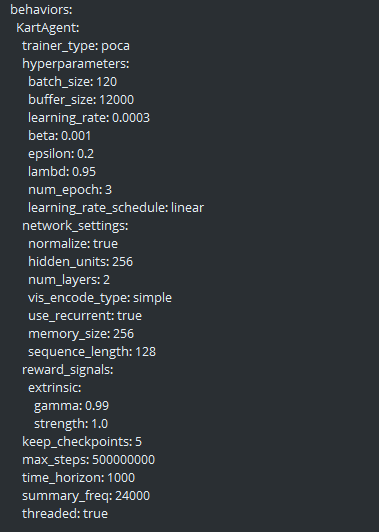 behaviors:
KartAgent:
trainer_type: poca
hyperparameters:
batch_size: 120
buffer_size: 12000
learning_rate: 0.0003
beta: 0.001
epsilon: 0.2
lambd: 0.95
num_epoch: 3
learning_rate_schedule: linear
network_settings:
normalize: true
hidden_units: 256
num_layers: 2
vis_encode_type: simple
use_recurrent: true
memory_size: 256
sequence_length: 128
reward_signals:
extrinsic:
gamma: 0.99
strength: 1.0
keep_checkpoints: 5
max_steps: 500000000
time_horizon: 1000
summary_freq: 24000
threaded: true